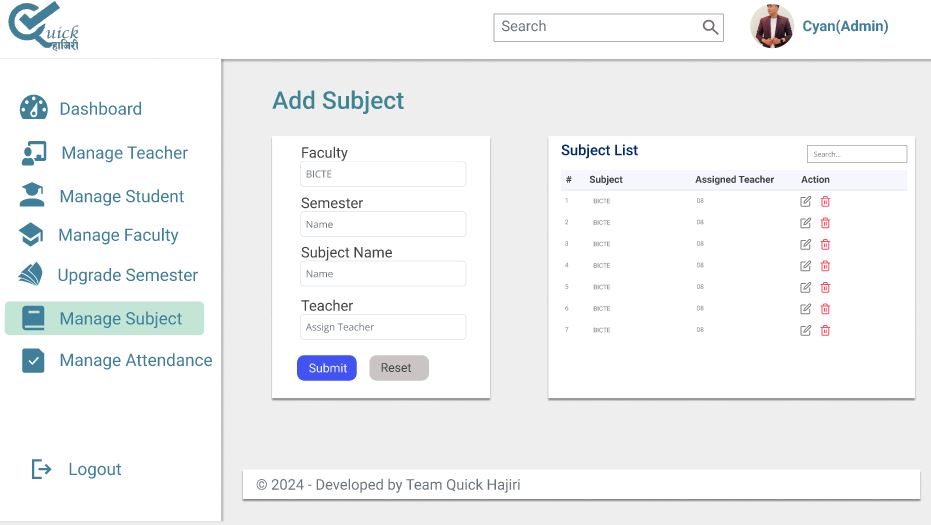 Quick
हाजिरी
Search
Cyan(Admin)
Dashboard
Manage Teacher
Manage Student
Manage Faculty
Upgrade Semester
Manage Subject
Manage Attendance
Logout
Add Subject
Faculty
BICTE
Semester
Name
Subject Name
Name
Teacher
Assign Teacher
Submit Reset
Subject List
Search...
# Subject Assigned Teacher Action
1 BICTE 08
2 BICTE 08
3 BICTE 08
4 BICTE 08
5 BICTE 08
6 BICTE 08
7 BICTE 08
© 2024 - Developed by Team Quick Hajiri